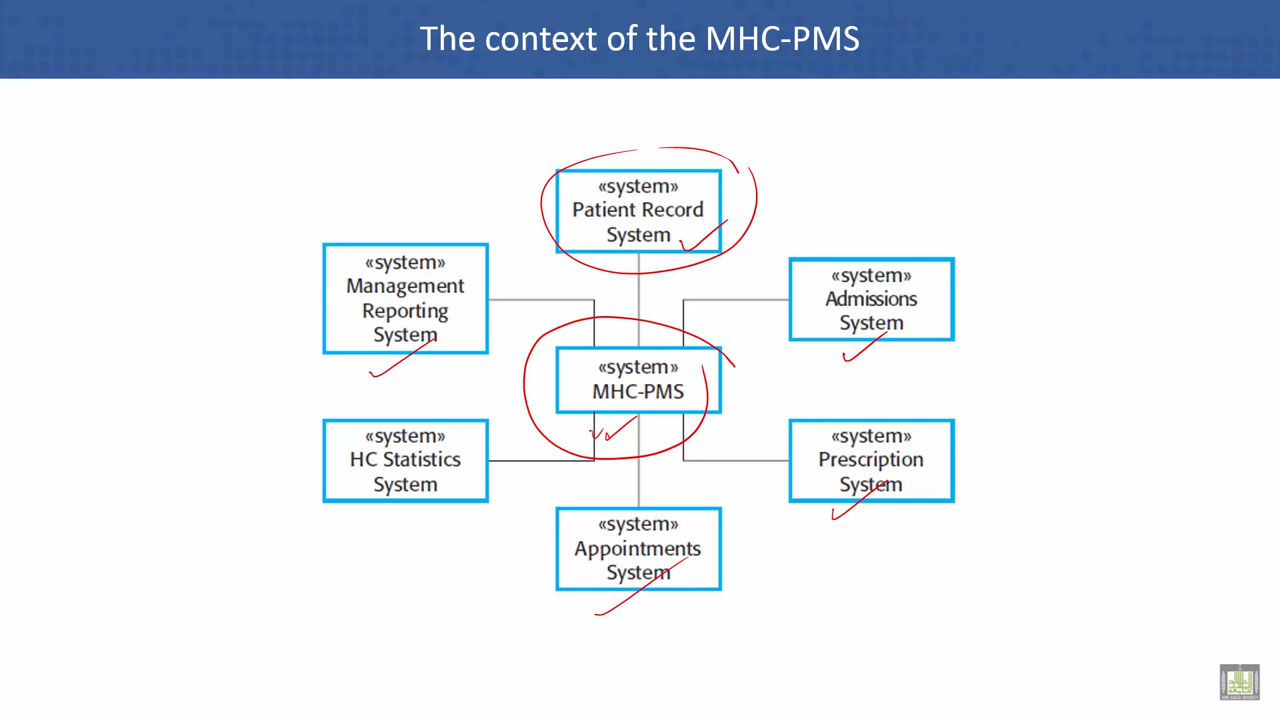 The context of the MHC-PMS
«system»
Patient Record
System
«system»
Management
Reporting
System
«system»
Admissions
System
«system»
MHC-PMS
«system»
HC Statistics
System
«system»
Prescription
System
«system»
Appointments
System